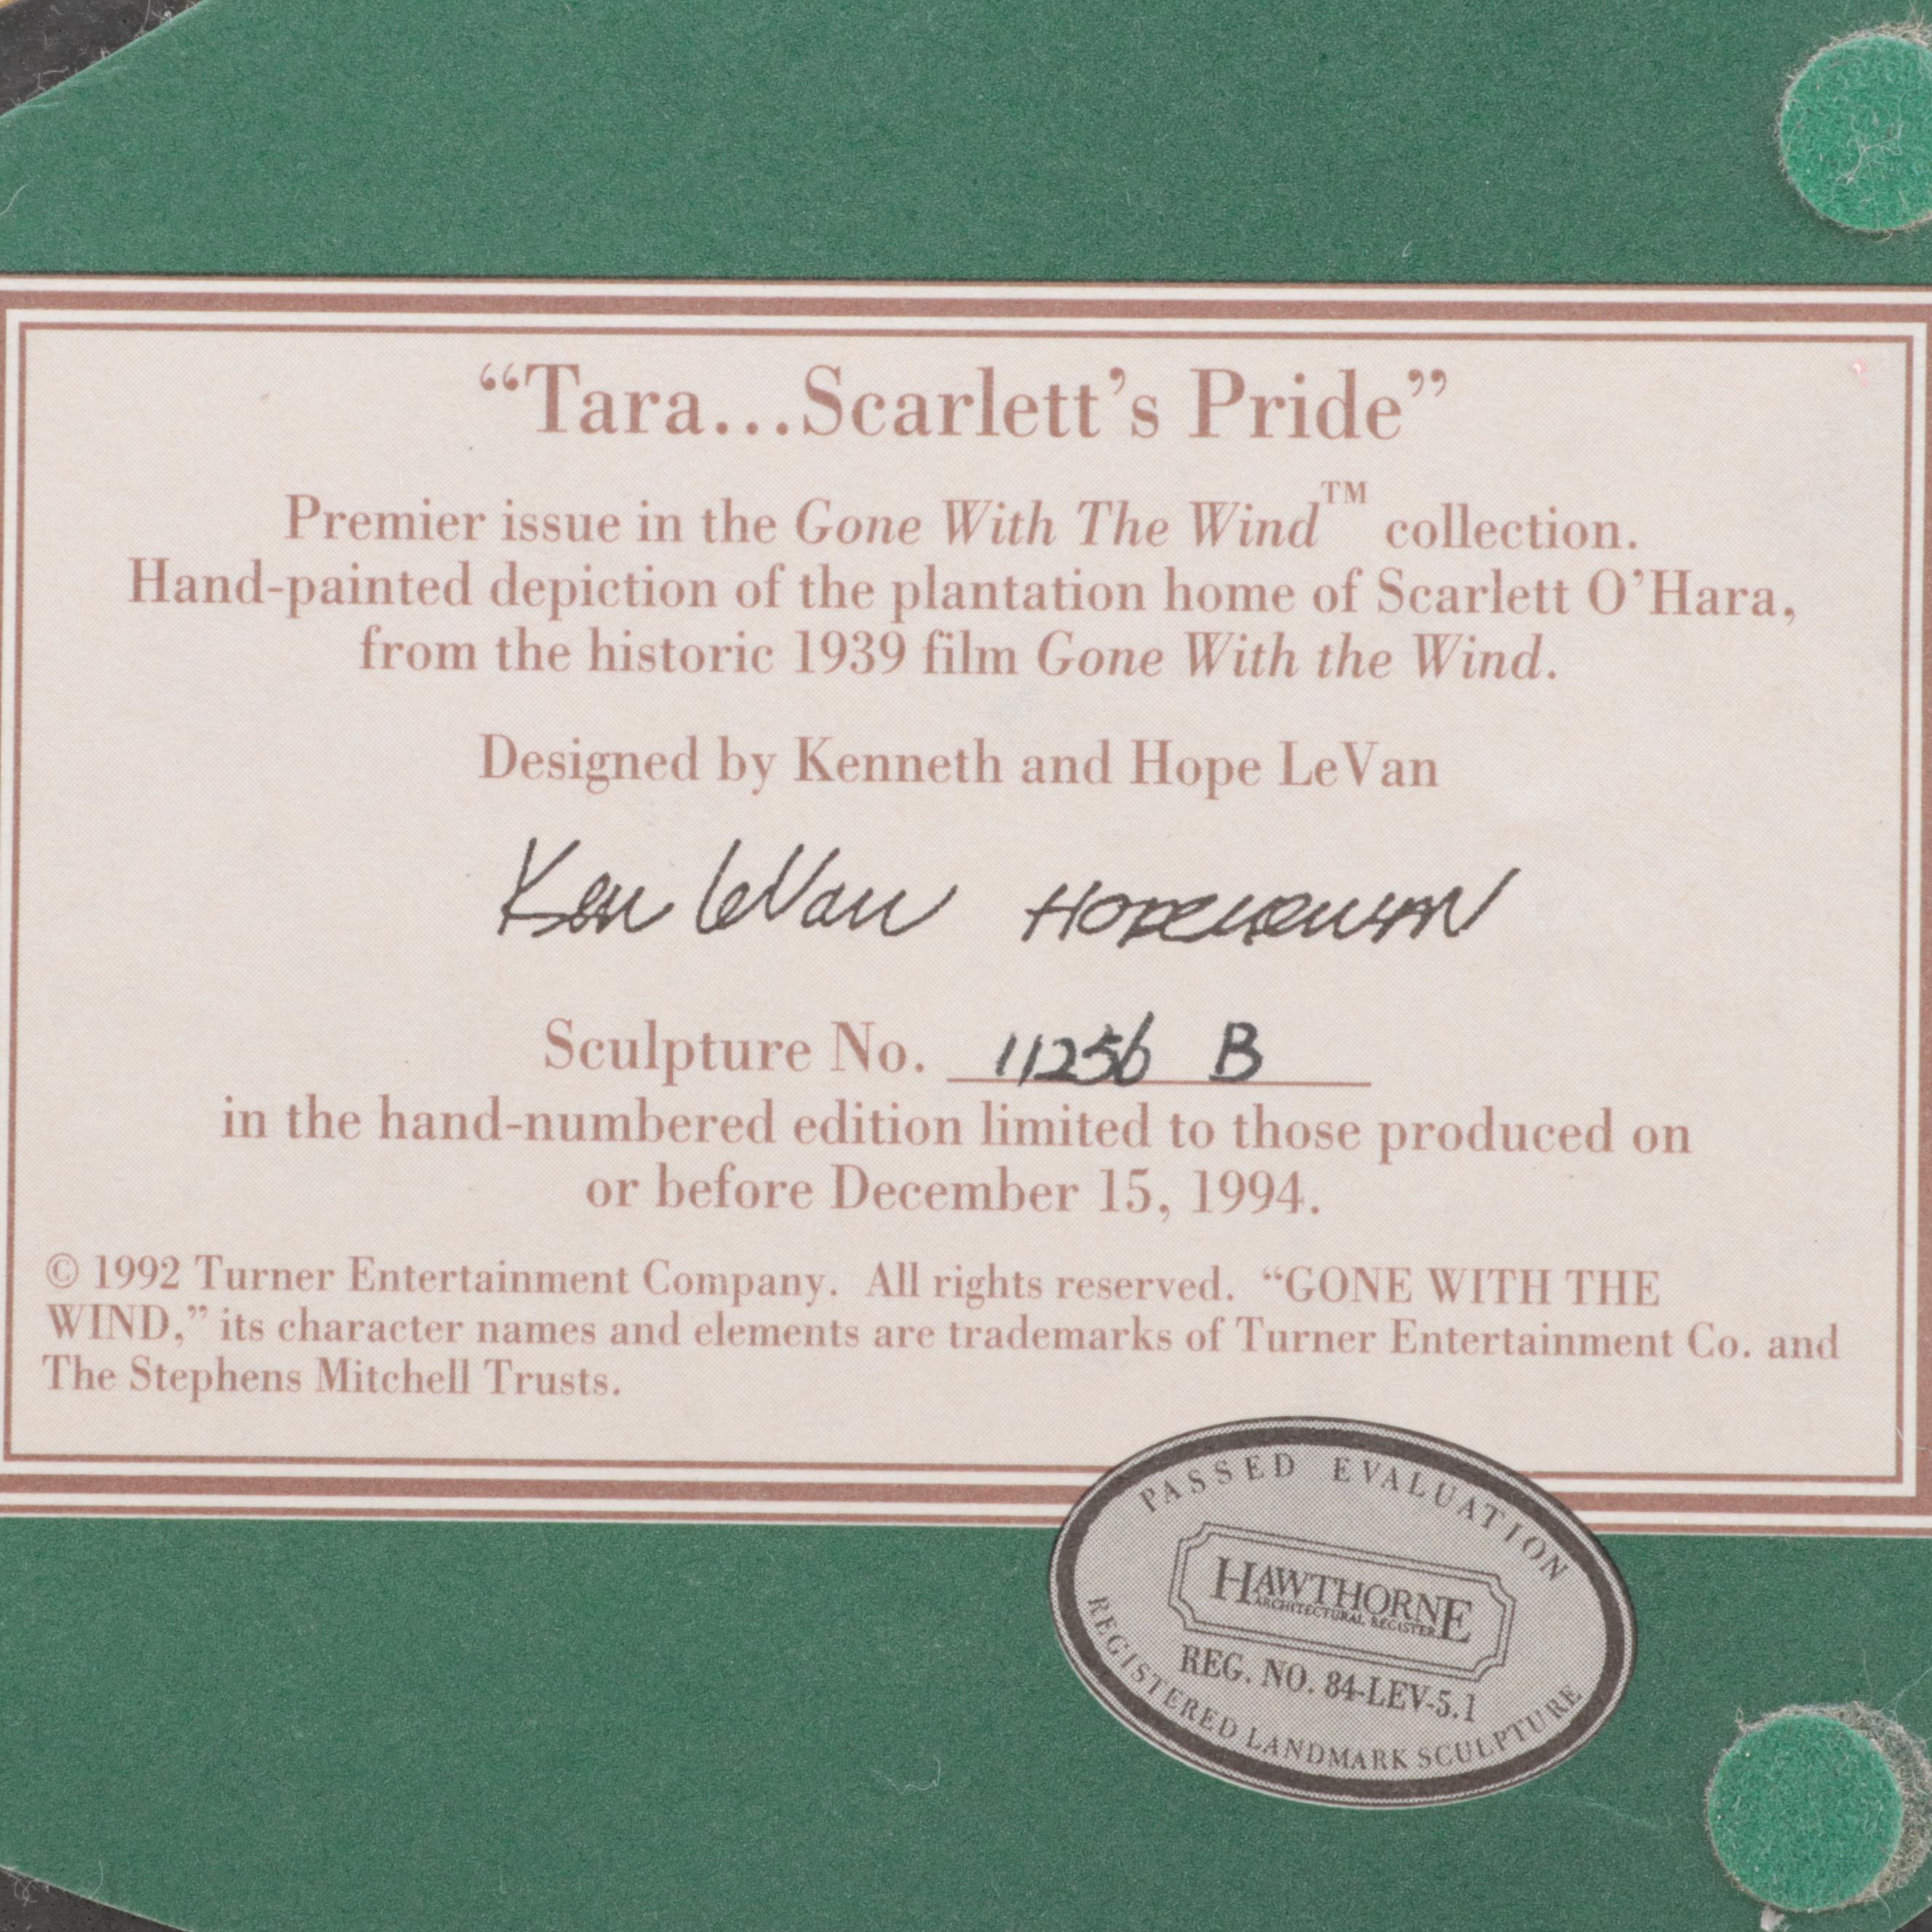 “Tara...Scarlett’s Pride”
Premier issue in the Gone With The Wind™ collection.
Hand-painted depiction of the plantation home of Scarlett O’Hara,
from the historic 1939 film Gone With the Wind.
Designed by Kenneth and Hope LeVan
Ken LeVan Hope LeVan
Sculpture No. 11256 B
in the hand-numbered edition limited to those produced on
or before December 15, 1994.
© 1992 Turner Entertainment Company. All rights reserved. “GONE WITH THE
WIND,” its character names and elements are trademarks of Turner Entertainment Co. and
The Stephens Mitchell Trusts.
PASSED EVALUATION
HAWTHORNE
ARCHITECTURAL REGISTER
REG. NO. 84-LEV-5.1
REGISTERED LANDMARK SCULPTURE